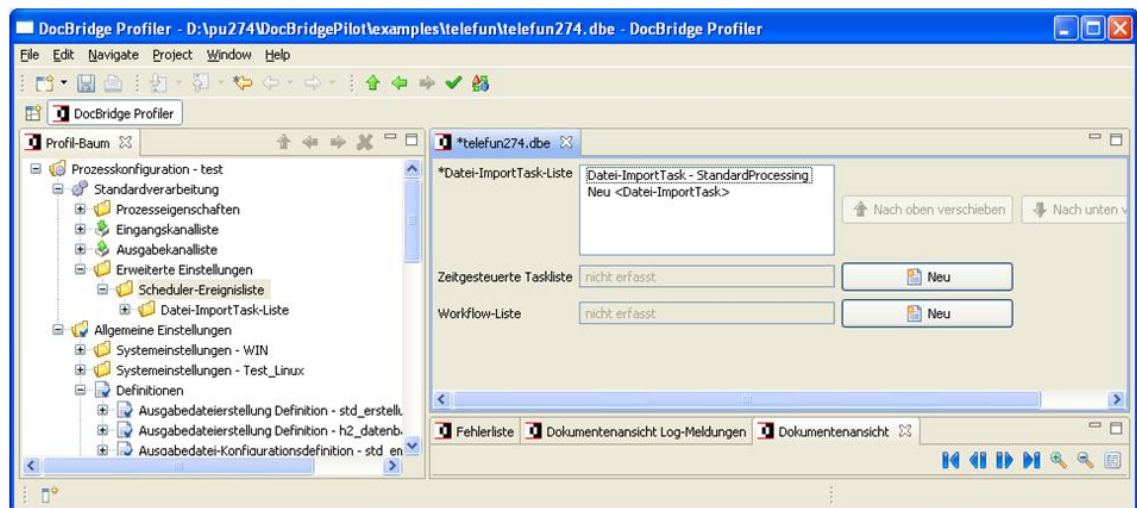 DocBridge Profiler - D:\pu274\DocBridgePilot\examples\telefun\telefun274.dbe - DocBridge Profiler
File Edit Navigate Project Window Help
DocBridge Profiler
Profil-Baum
Prozesskonfiguration - test
Standardverarbeitung
Prozesseigenschaften
Eingangskanalliste
Ausgabekanalliste
Erweiterte Einstellungen
Scheduler-Ereignisliste
Datei-ImportTask-Liste
Allgemeine Einstellungen
Systemeinstellungen - WIN
Systemeinstellungen - Test_Linux
Definitionen
Ausgabedateierstellung Definition - std_erstellu
Ausgabedateierstellung Definition - h2_datenb
Ausgabedatei-Konfigurationsdefinition - std_en
*telefun274.dbe
*Datei-ImportTask-Liste
Datei-ImportTask - StandardProcessing
Neu <Datei-ImportTask>
Nach oben verschieben
Nach unten v
Zeitgesteuerte Taskliste nicht erfasst Neu
Workflow-Liste nicht erfasst Neu
Fehlerliste Dokumentenansicht Log-Meldungen Dokumentenansicht